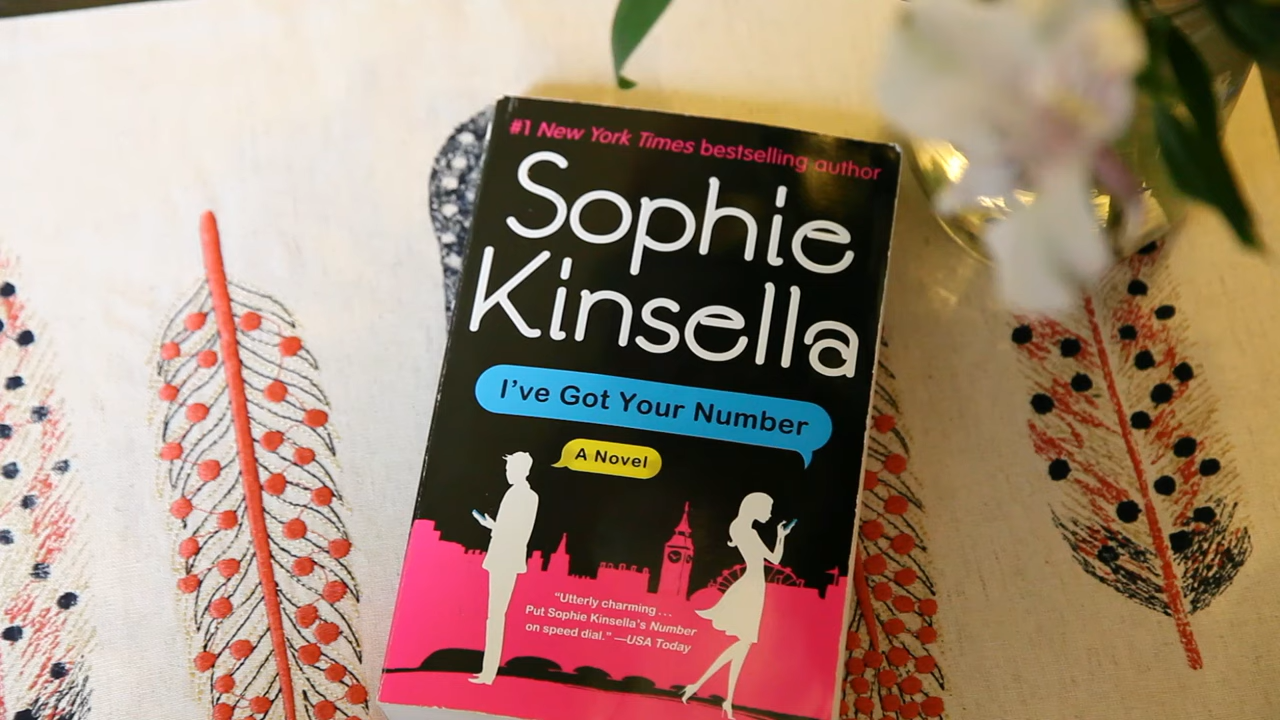 #1 New York Times bestselling author
Sophie
Kinsella
I've Got Your Number
A Novel
"Utterly charming . . .
Put Sophie Kinsella's Number
on speed dial." —USA Today